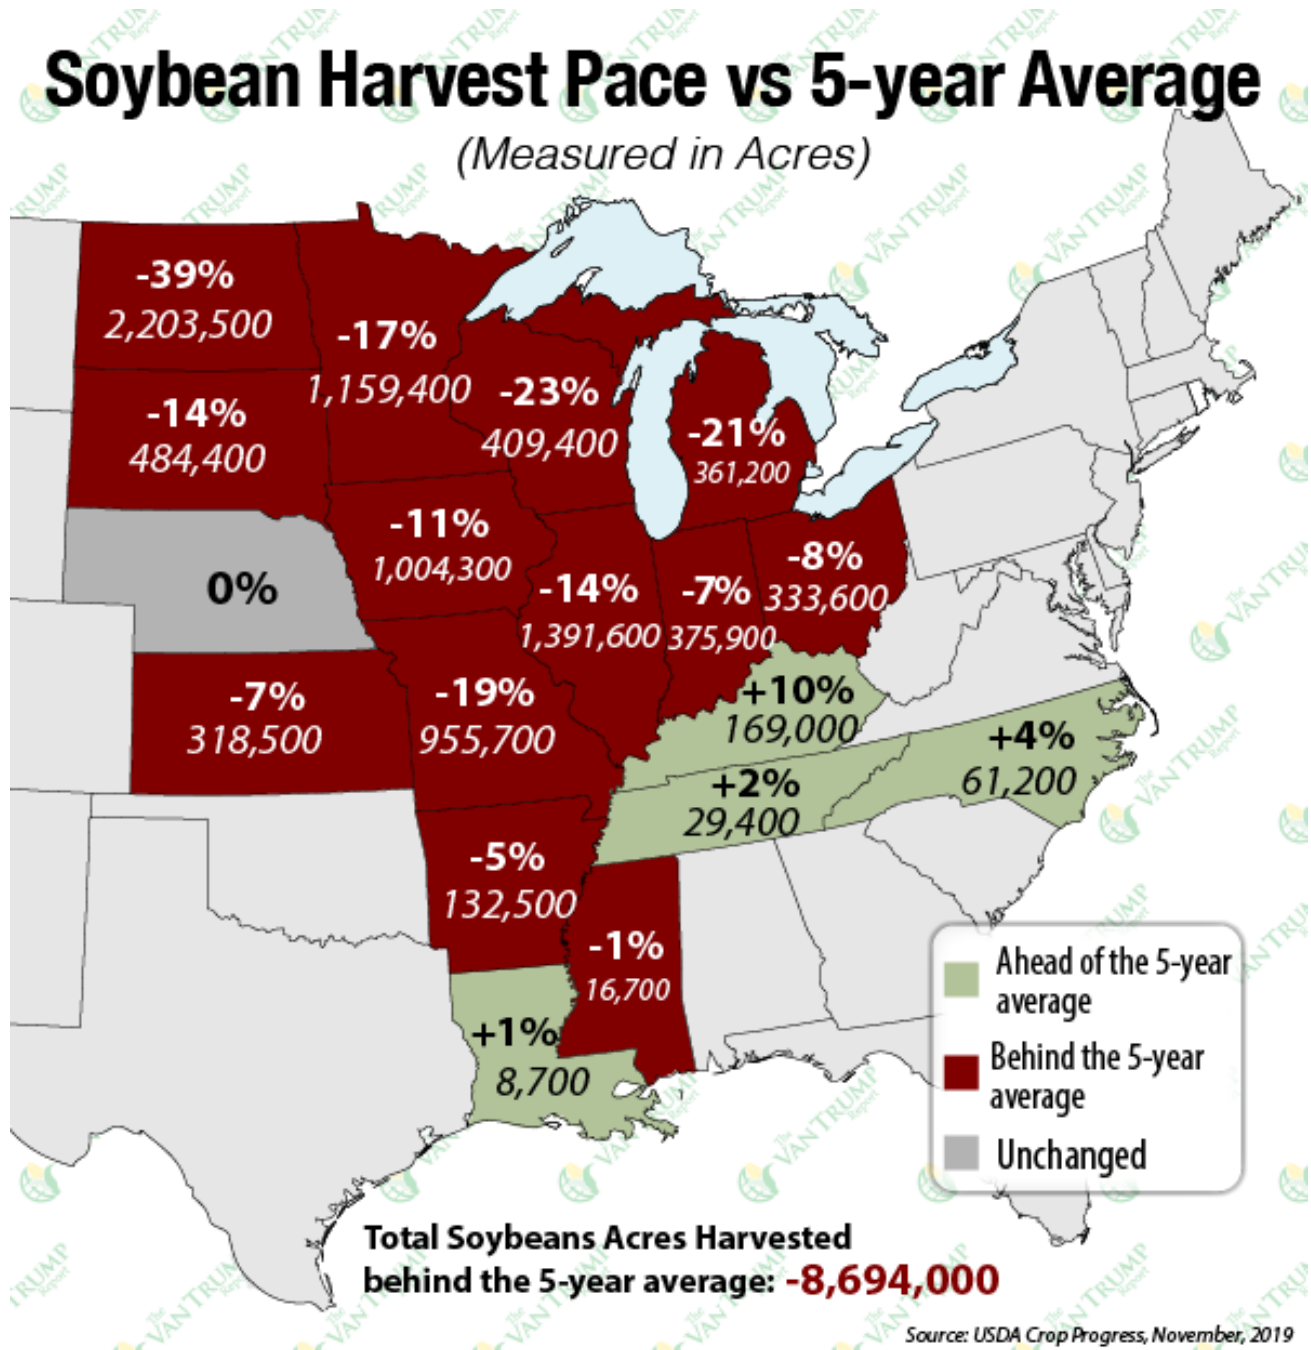 Soybean Harvest Pace vs 5-year Average
(Measured in Acres)
-39%
2,203,500
-17%
1,159,400
-14%
484,400
-23%
409,400
-21%
361,200
-11%
1,004,300
0%
-14%
1,391,600
-7%
375,900
-8%
333,600
-7%
318,500
-19%
955,700
+10%
169,000
+4%
61,200
+2%
29,400
-5%
132,500
-1%
16,700
+1%
8,700
Ahead of the 5-year
average
Behind the 5-year
average
Unchanged
Total Soybeans Acres Harvested
behind the 5-year average: -8,694,000
Source: USDA Crop Progress, November, 2019
The
VAN TRUMP
Report